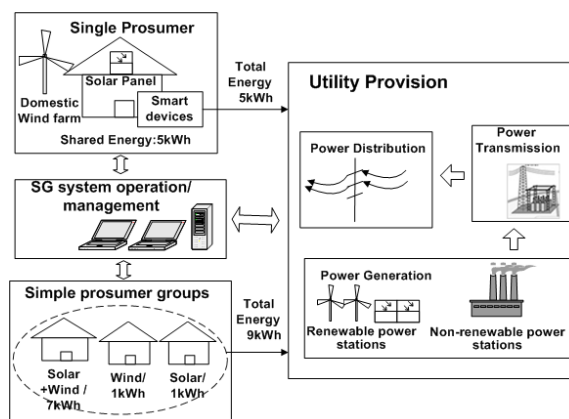 Single Prosumer
Solar Panel
Domestic
Wind farm
Smart
devices
Shared Energy:5kWh
Total
Energy
5kWh
SG system operation/
management
Simple prosumer groups
Solar
+Wind /
7kWh
Wind/
1kWh
Solar/
1kWh
Total
Energy
9kWh
Utility Provision
Power Distribution
Power
Transmission
Power Generation
Renewable power
stations
Non-renewable power
stations